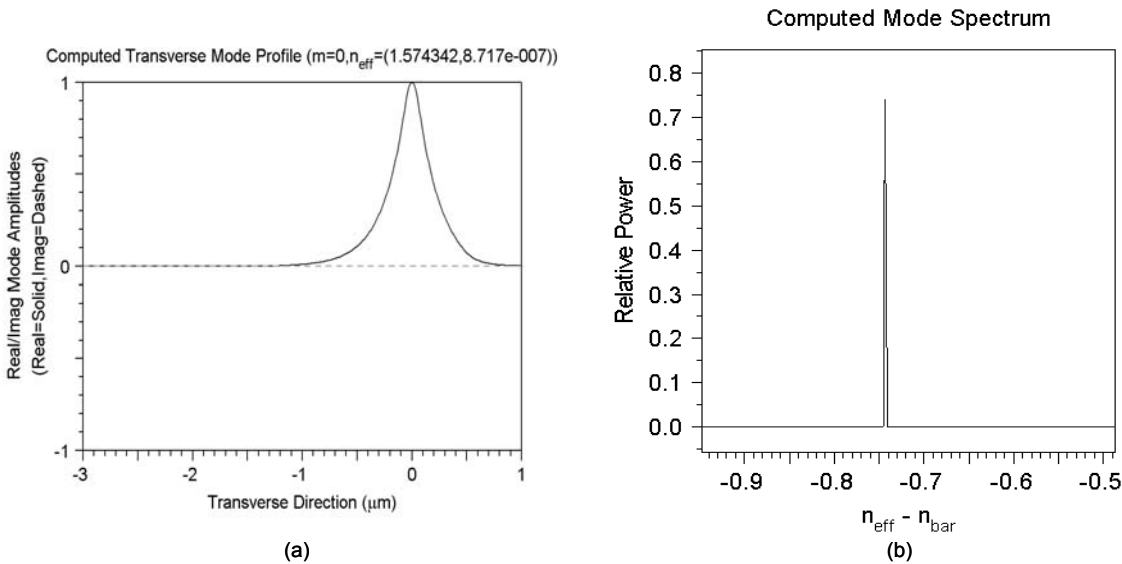 Computed Transverse Mode Profile (m=0,neff=(1.574342,8.717e-007))
Real/Imag Mode Amplitudes
(Real=Solid,Imag=Dashed)
1
0
-1
-3
-2
-1
0
1
Transverse Direction (μm)
(a)
Computed Mode Spectrum
Relative Power
0.8
0.7
0.6
0.5
0.4
0.3
0.2
0.1
0.0
-0.9
-0.8
-0.7
-0.6
-0.5
neff - nbar
(b)